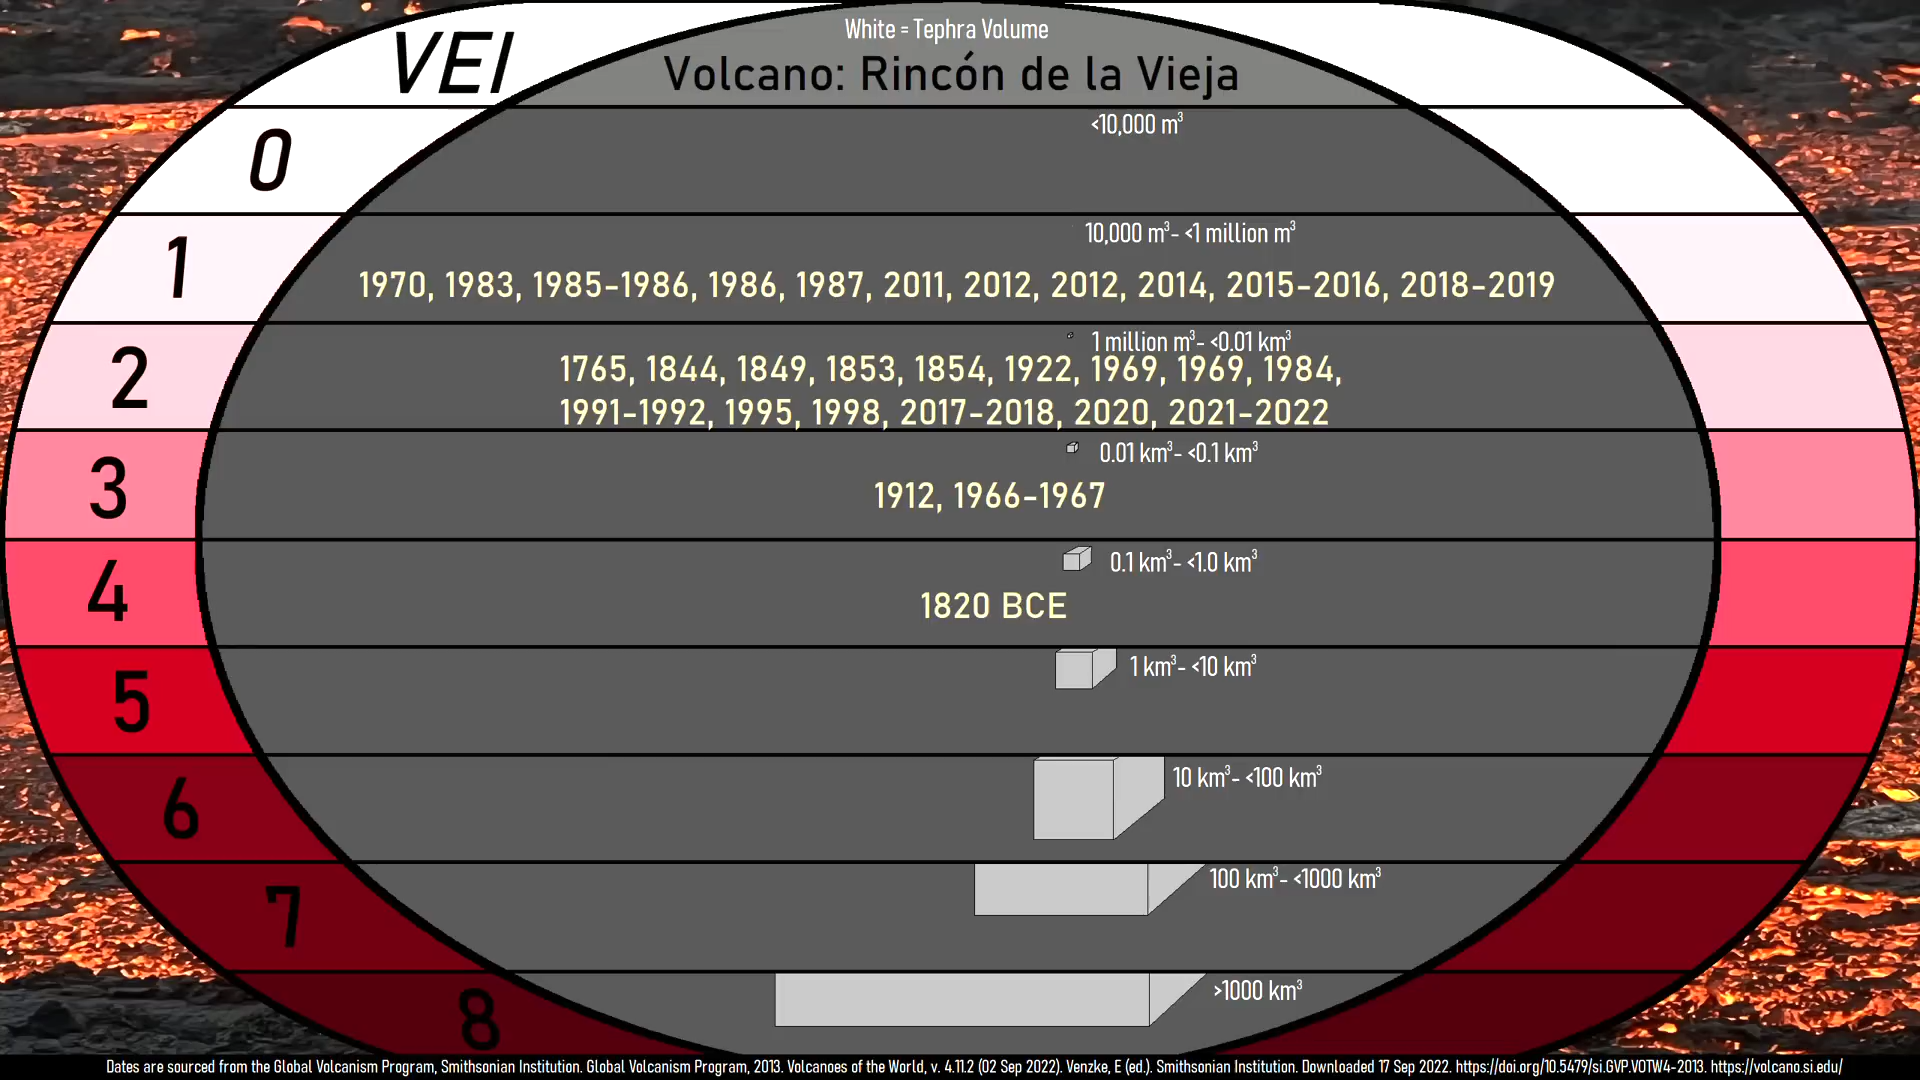 White = Tephra Volume
VEI
Volcano: Rincón de la Vieja
<10,000 m³
0
10,000 m³- <1 million m³
1
1970, 1983, 1985-1986, 1986, 1987, 2011, 2012, 2012, 2014, 2015-2016, 2018-2019
1 million m³- <0.01 km³
2
1765, 1844, 1849, 1853, 1854, 1922, 1969, 1969, 1984,
1991-1992, 1995, 1998, 2017-2018, 2020, 2021-2022
0.01 km³- <0.1 km³
3
1912, 1966-1967
0.1 km³- <1.0 km³
4
1820 BCE
1 km³- <10 km³
5
10 km³- <100 km³
6
100 km³- <1000 km³
7
>1000 km³
8
Dates are sourced from the Global Volcanism Program, Smithsonian Institution. Global Volcanism Program, 2013. Volcanoes of the World, v. 4.11.2 (02 Sep 2022). Venzke, E (ed.). Smithsonian Institution. Downloaded 17 Sep 2022. https://doi.org/10.5479/si.GVP.VOTW4-2013. https://volcano.si.edu/